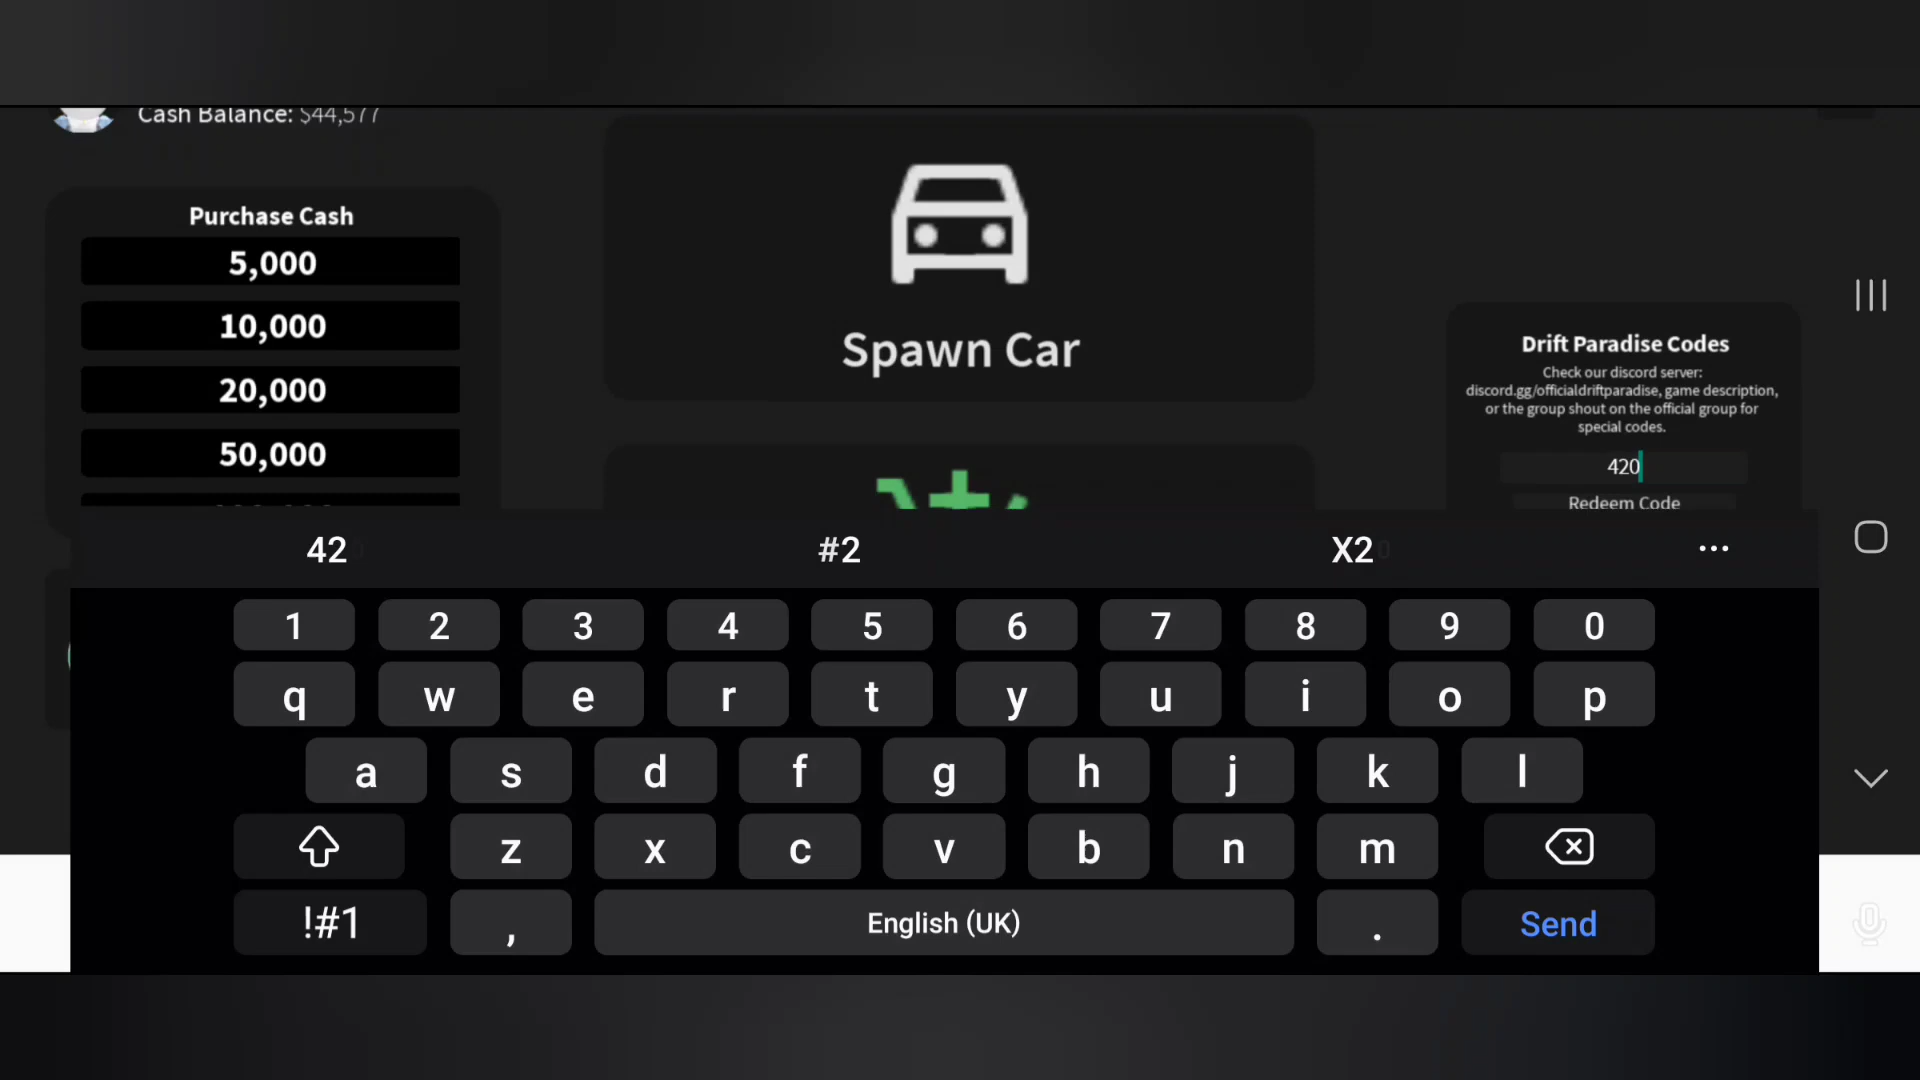 Cash Balance: $44,577
Purchase Cash
5,000
10,000
20,000
50,000
Spawn Car
Drift Paradise Codes
Check our discord server:
discord.gg/officialdriftparadise, game description,
or the group shout on the official group for
special codes.
420
Redeem Code
42
#2
X2
...
1 2 3 4 5 6 7 8 9 0
q w e r t y u i o p
a s d f g h j k l
z x c v b n m
!#1 , English (UK) . Send